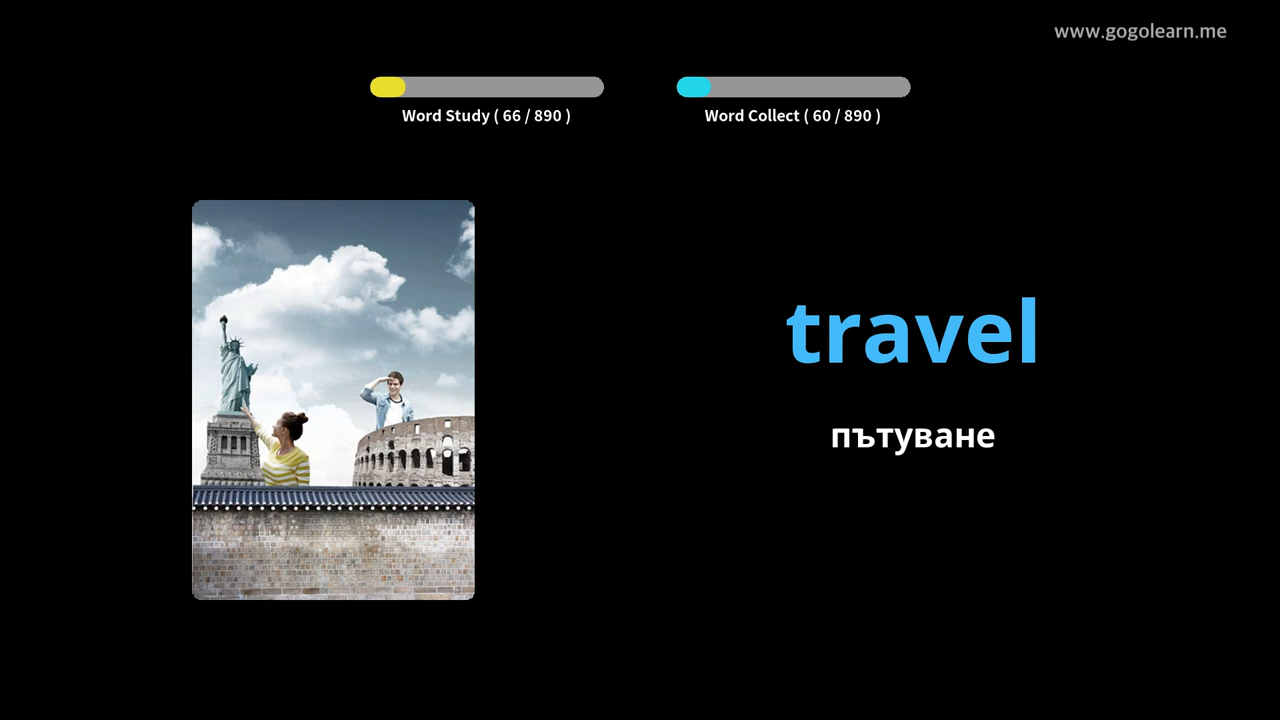 www.gogolearn.me
Word Study ( 66 / 890 )
Word Collect ( 60 / 890 )
travel
пътуване